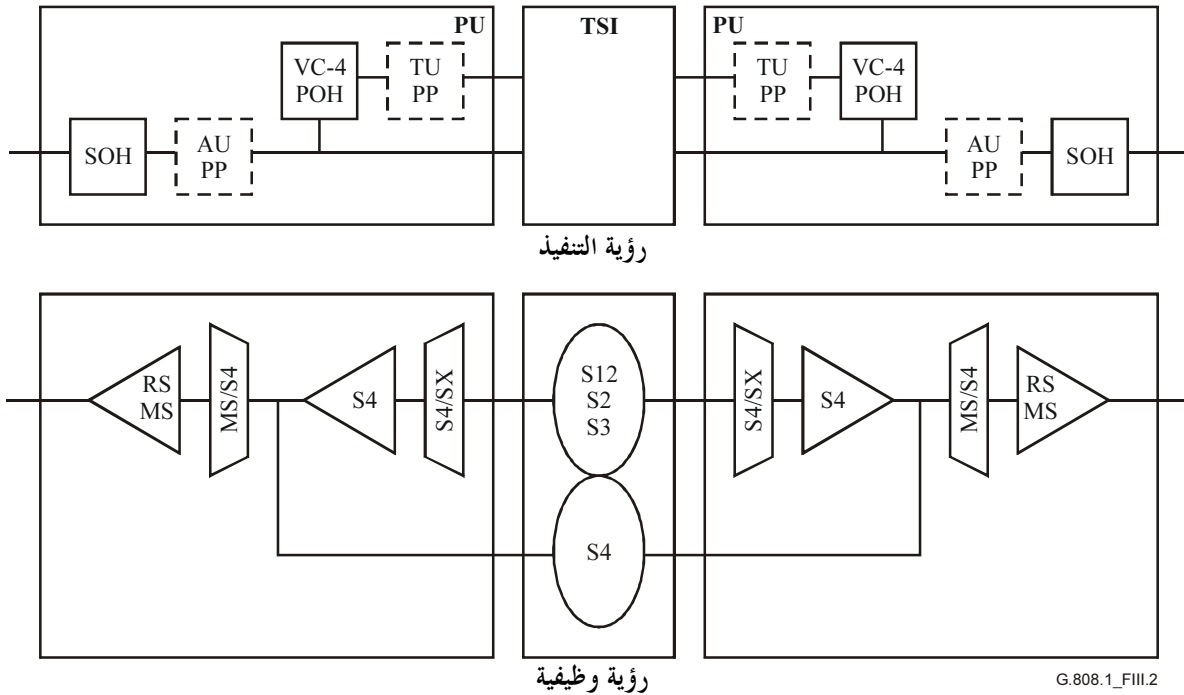 PU
TSI
PU
VC-4
POH
TU
PP
TU
PP
VC-4
POH
SOH
AU
PP
AU
PP
SOH
رؤية التنفيذ
RS
MS
MS/S4
S4
S4/SX
S12
S2
S3
S4/SX
S4
MS/S4
RS
MS
S4
رؤية وظيفية
G.808.1_FIII.2